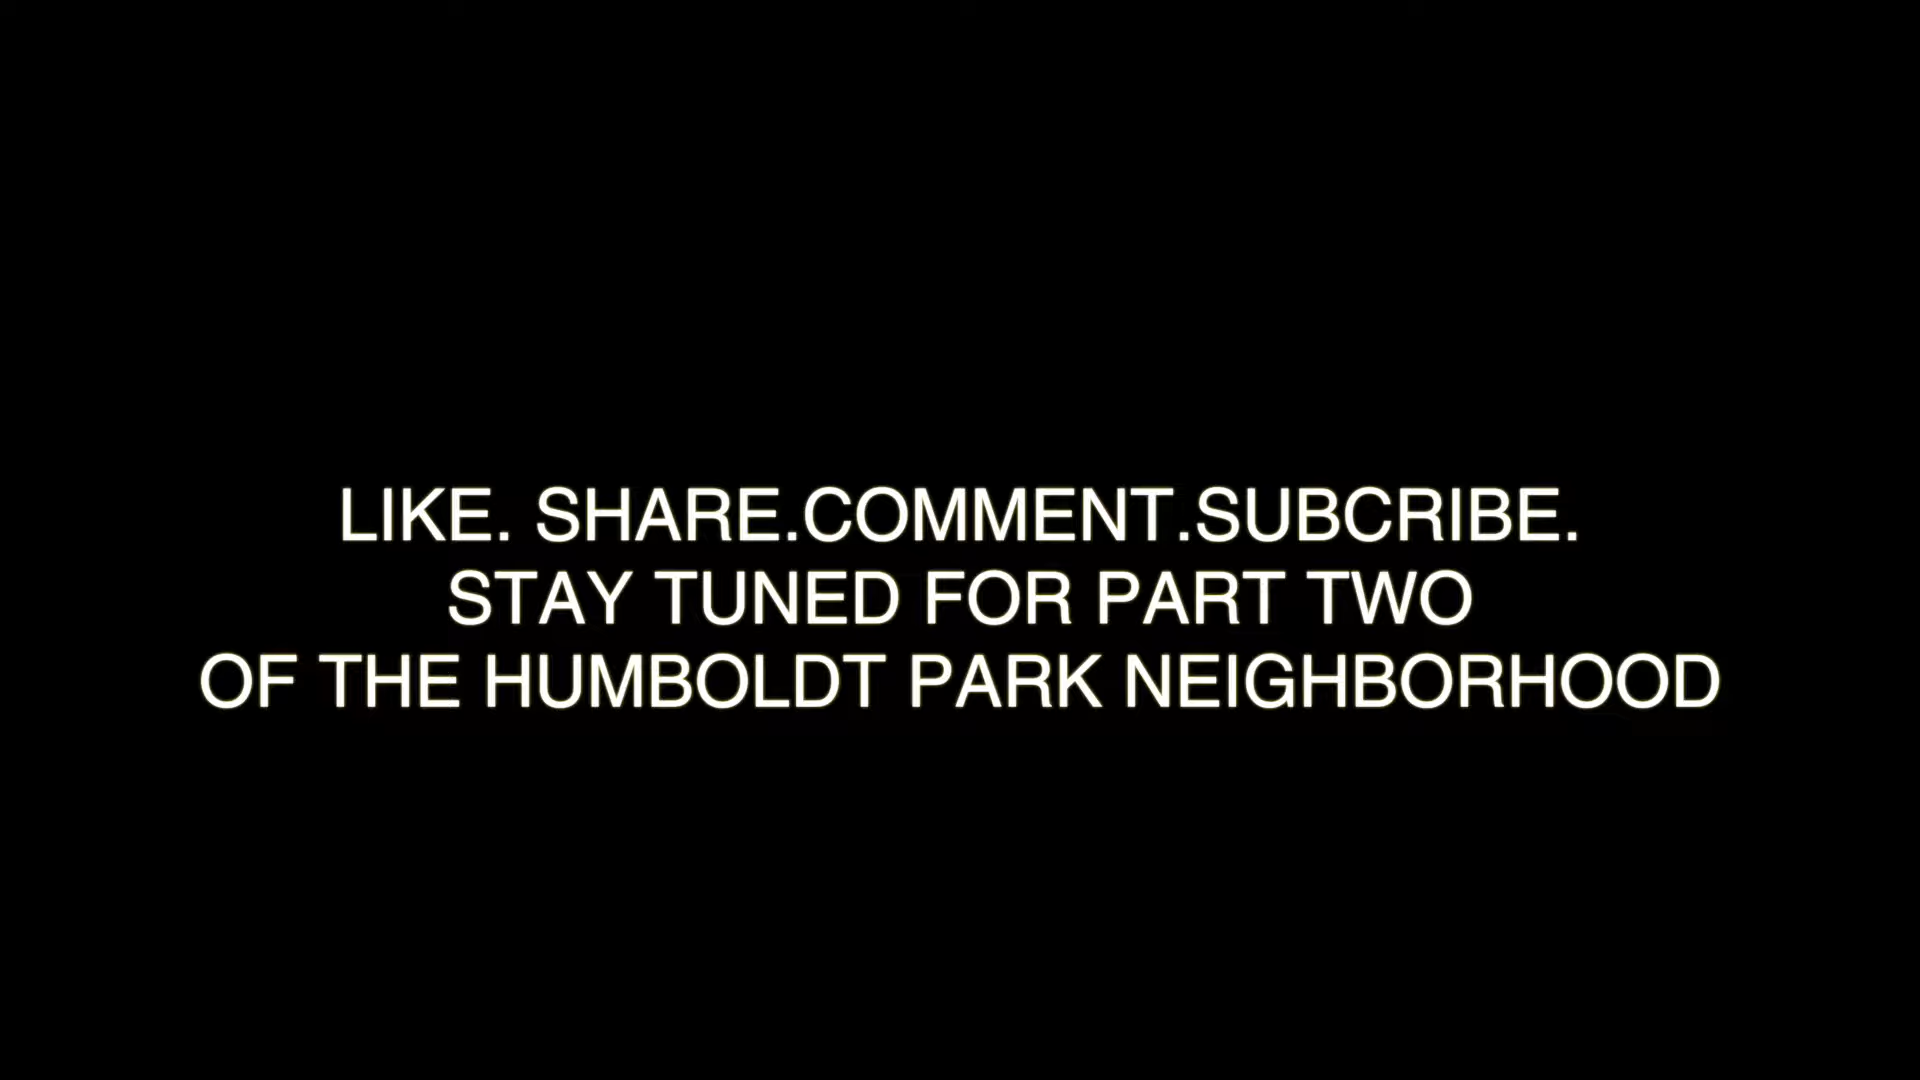 LIKE. SHARE.COMMENT.SUBCRIBE.
STAY TUNED FOR PART TWO
OF THE HUMBOLDT PARK NEIGHBORHOOD